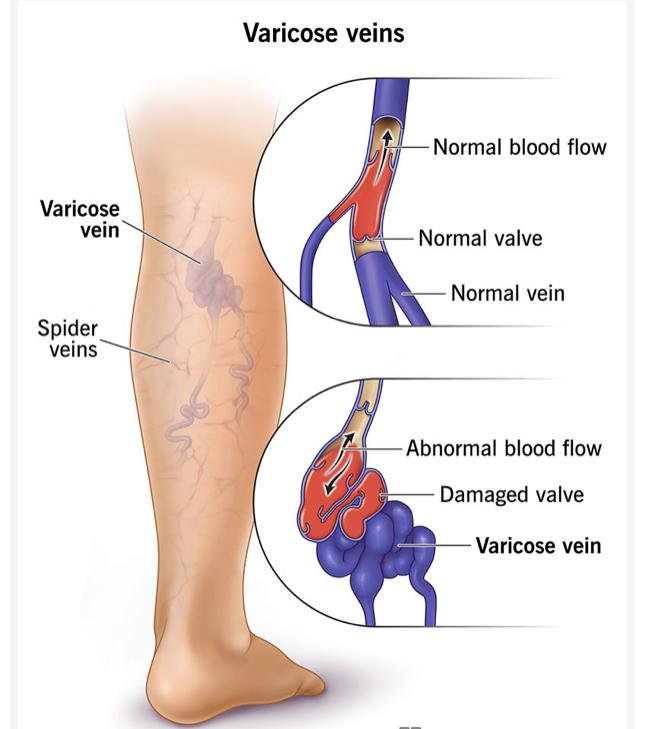 Varicose veins
Varicose
vein
Spider
veins
Normal blood flow
Normal valve
Normal vein
Abnormal blood flow
Damaged valve
Varicose vein